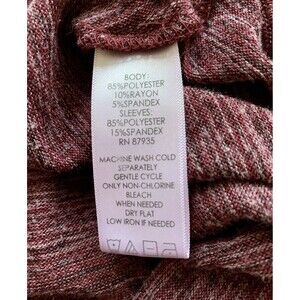 BODY:
85%POLYESTER
10%RAYON
5%SPANDEX
SLEEVES:
85%POLYESTER
15%SPANDEX
RN 87935
MACHINE WASH COLD
SEPARATELY
GENTLE CYCLE
ONLY NON-CHLORINE
BLEACH
WHEN NEEDED
DRY FLAT
LOW IRON IF NEEDED